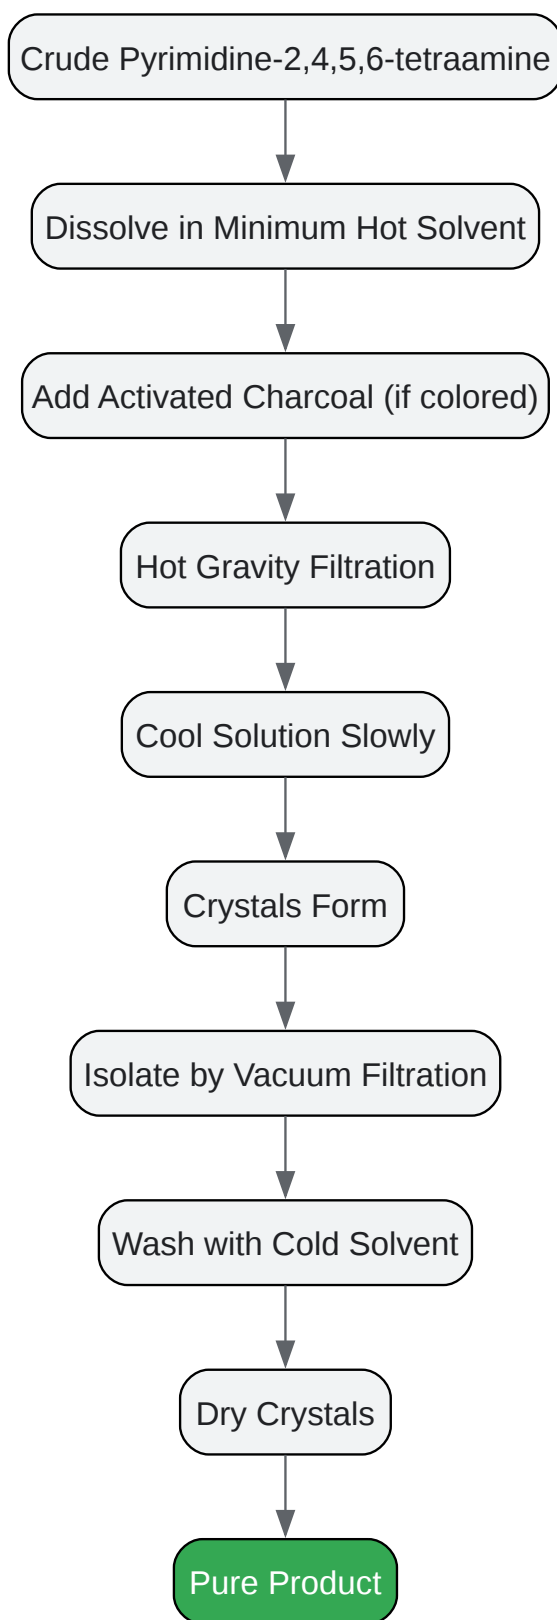 Crude Pyrimidine-2,4,5,6-tetraamine
Dissolve in Minimum Hot Solvent
Add Activated Charcoal (if colored)
Hot Gravity Filtration
Cool Solution Slowly
Crystals Form
Isolate by Vacuum Filtration
Wash with Cold Solvent
Dry Crystals
Pure Product